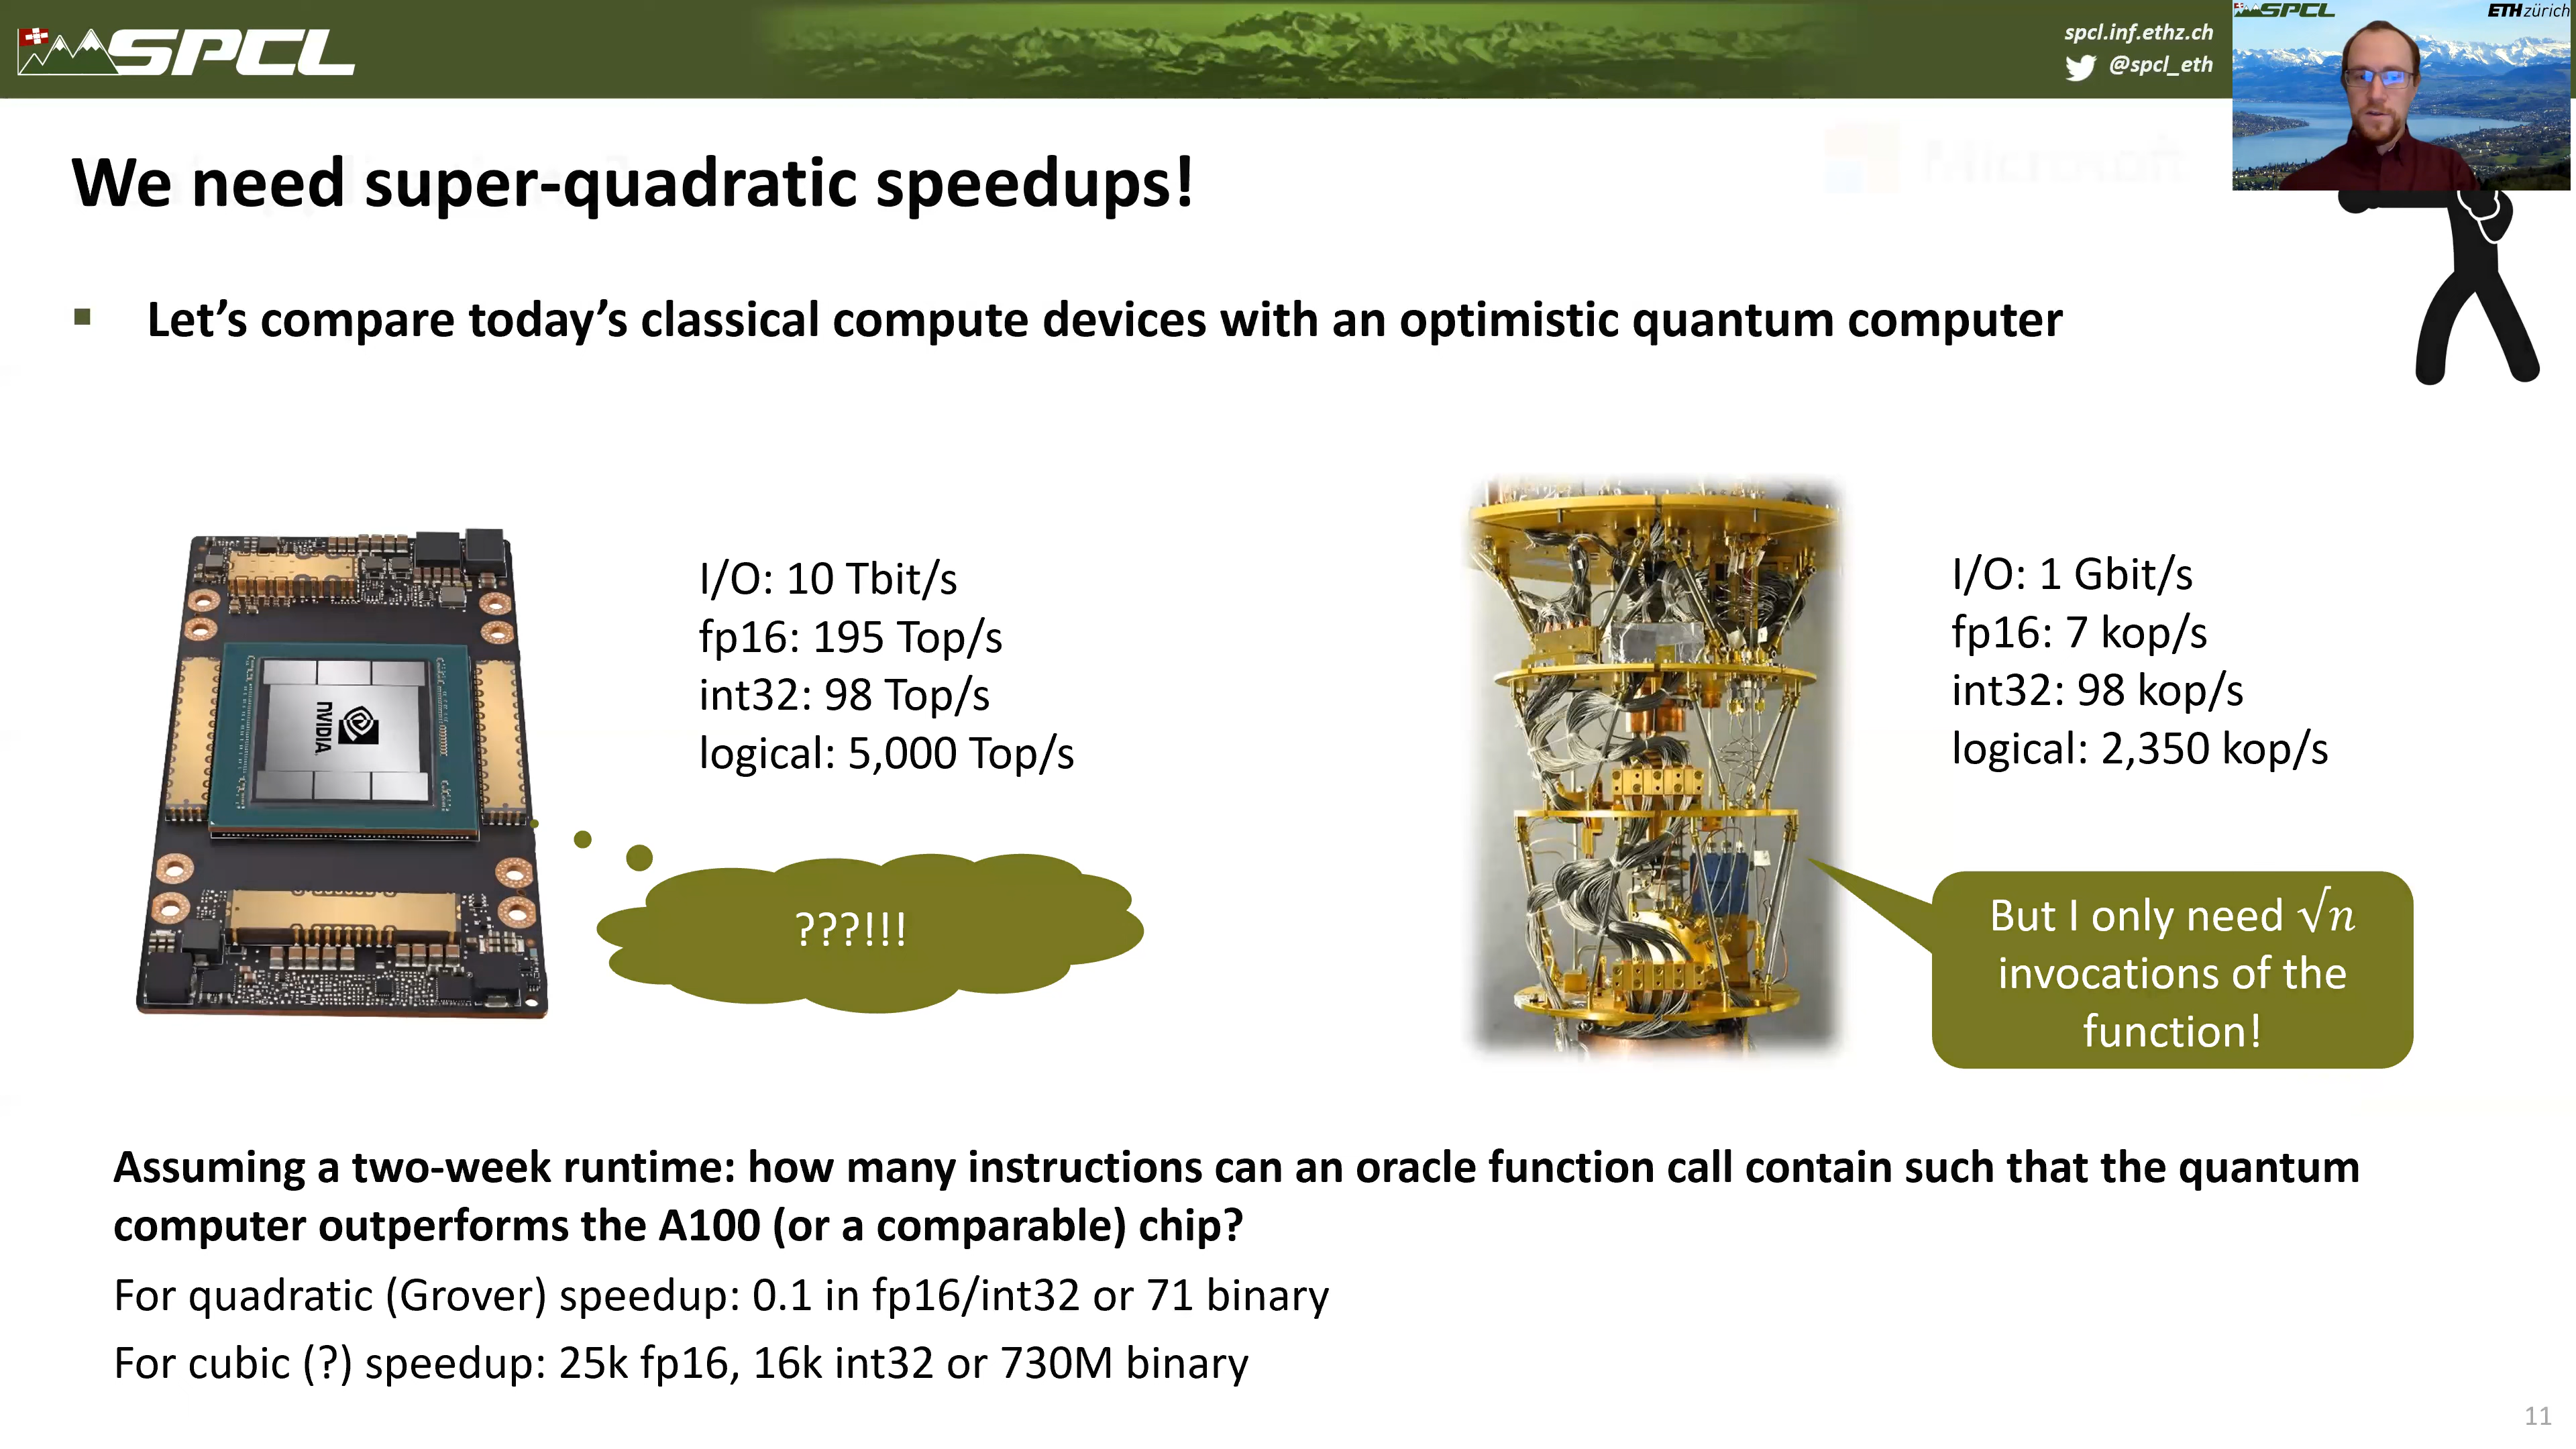 SPCL
spcl.inf.ethz.ch
@spcl_eth
SPCL
ETH zürich
We need super-quadratic speedups!
Microsoft
Let's compare today's classical compute devices with an optimistic quantum computer
I/O: 10 Tbit/s
fp16: 195 Top/s
int32: 98 Top/s
logical: 5,000 Top/s
NVIDIA
???!!!
I/O: 1 Gbit/s
fp16: 7 kop/s
int32: 98 kop/s
logical: 2,350 kop/s
But I only need √n
invocations of the
function!
Assuming a two-week runtime: how many instructions can an oracle function call contain such that the quantum
computer outperforms the A100 (or a comparable) chip?
For quadratic (Grover) speedup: 0.1 in fp16/int32 or 71 binary
For cubic (?) speedup: 25k fp16, 16k int32 or 730M binary
11